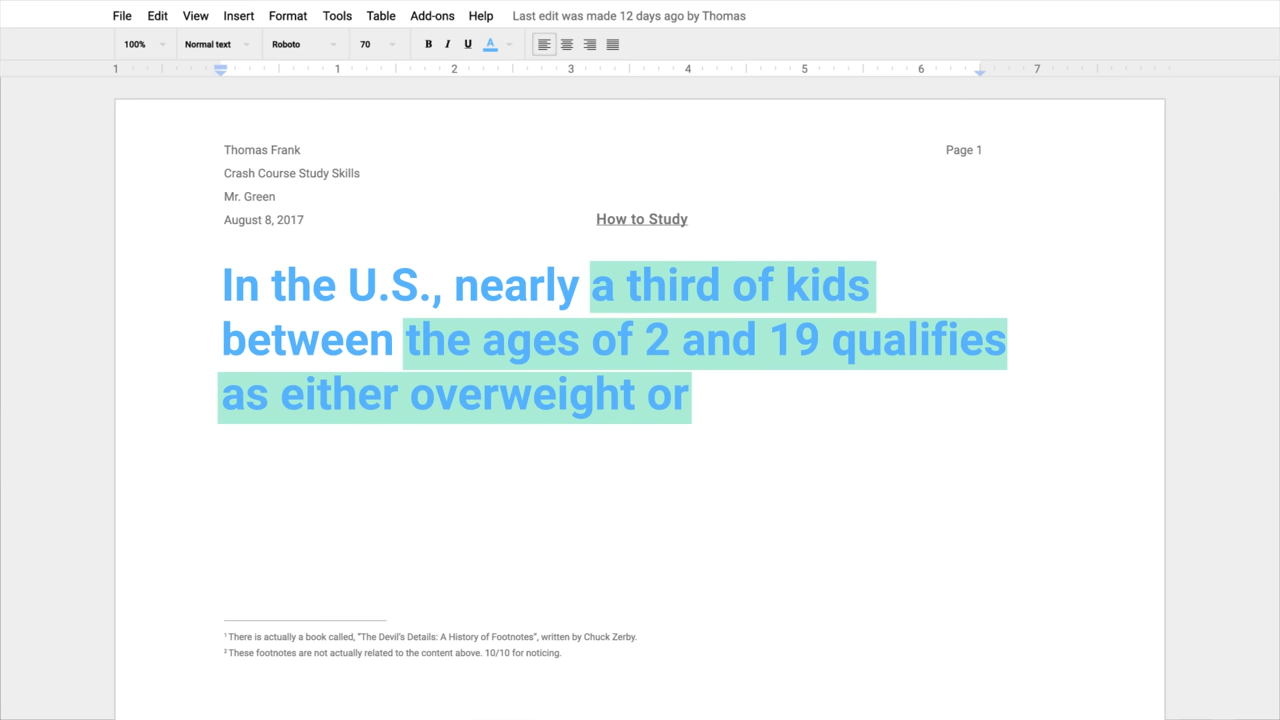 File Edit View Insert Format Tools Table Add-ons Help Last edit was made 12 days ago by Thomas
100% Normal text Roboto 70 B I U A
1 1 2 3 4 5 6 7
Thomas Frank Page 1
Crash Course Study Skills
Mr. Green
August 8, 2017 How to Study
In the U.S., nearly a third of kids
between the ages of 2 and 19 qualifies
as either overweight or
¹ There is actually a book called, "The Devil's Details: A History of Footnotes", written by Chuck Zerby.
² These footnotes are not actually related to the content above. 10/10 for noticing.